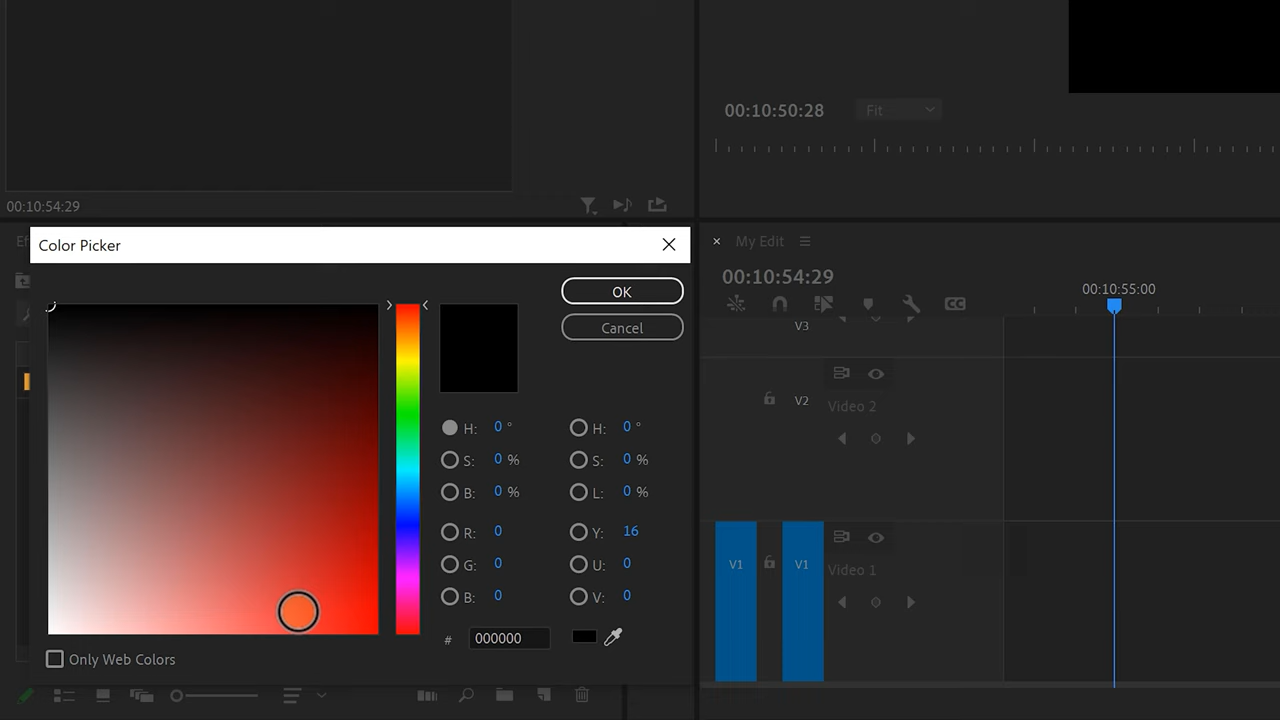 00:10:50:28
Fit
00:10:54:29
Color Picker
OK
Cancel
H: 0 °
S: 0 %
B: 0 %
R: 0
G: 0
B: 0
# 000000
H: 0 °
S: 0 %
L: 0 %
Y: 16
U: 0
V: 0
Only Web Colors
× My Edit
00:10:54:29
CC
00:10:55:00
V3
V2
Video 2
V1
V1
Video 1